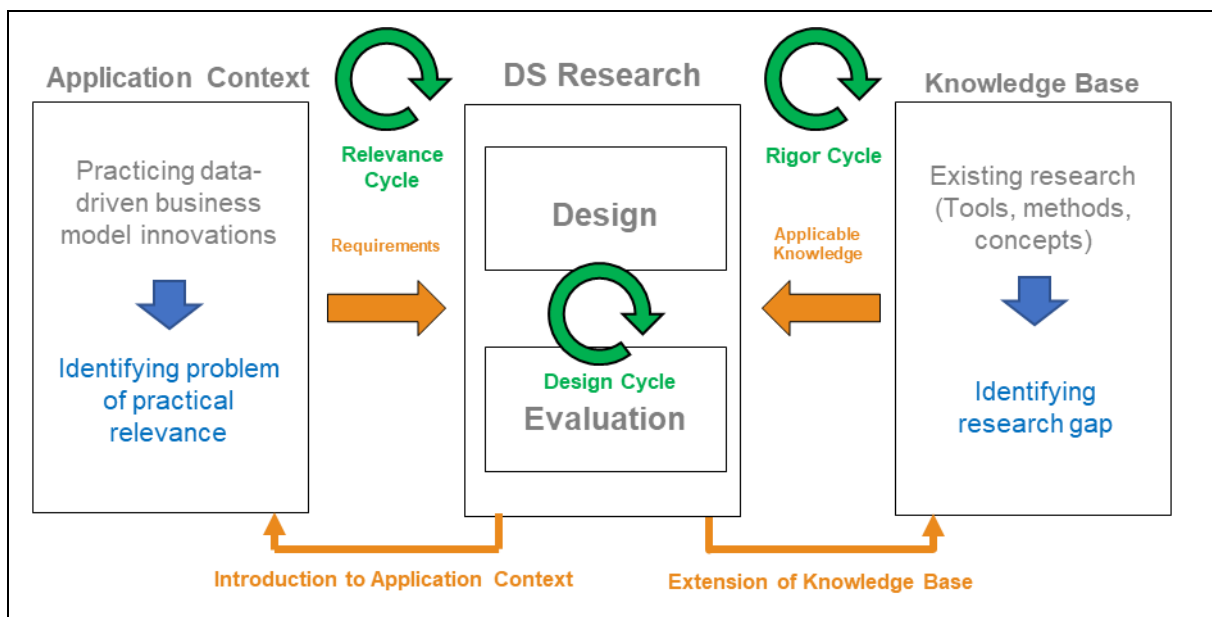 Application Context
Practicing data-
driven business
model innovations
Identifying problem
of practical
relevance
Relevance
Cycle
Requirements
DS Research
Design
Design Cycle
Evaluation
Rigor Cycle
Applicable
Knowledge
Knowledge Base
Existing research
(Tools, methods,
concepts)
Identifying
research gap
Introduction to Application Context
Extension of Knowledge Base